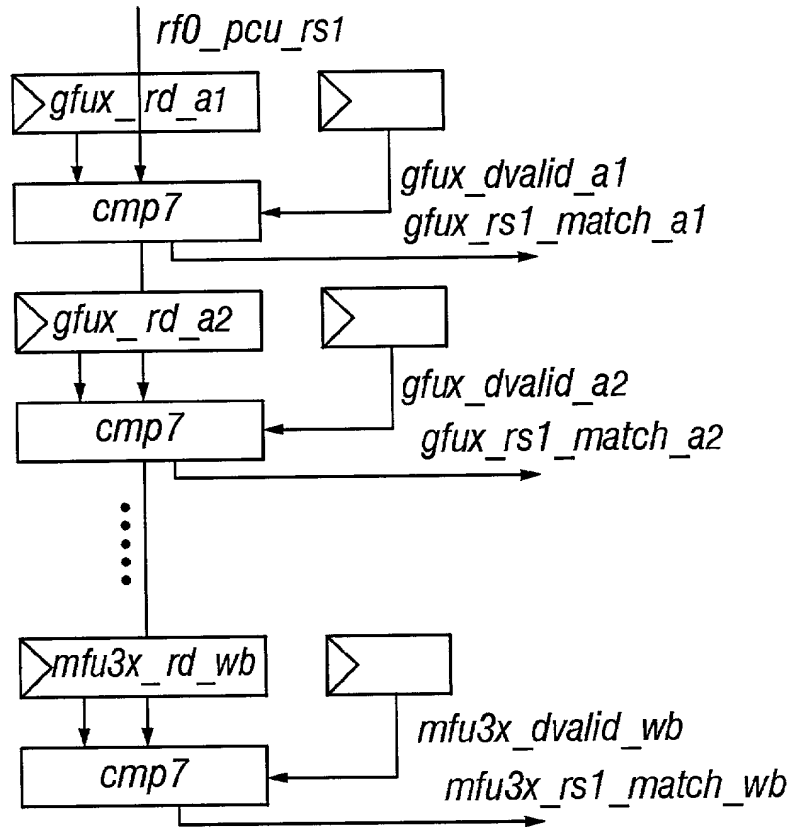 rf0_pcu_rs1
gfux_rd_a1
cmp7
gfux_dvalid_a1
gfux_rs1_match_a1
gfux_rd_a2
cmp7
gfux_dvalid_a2
gfux_rs1_match_a2
mfu3x_rd_wb
cmp7
mfu3x_dvalid_wb
mfu3x_rs1_match_wb